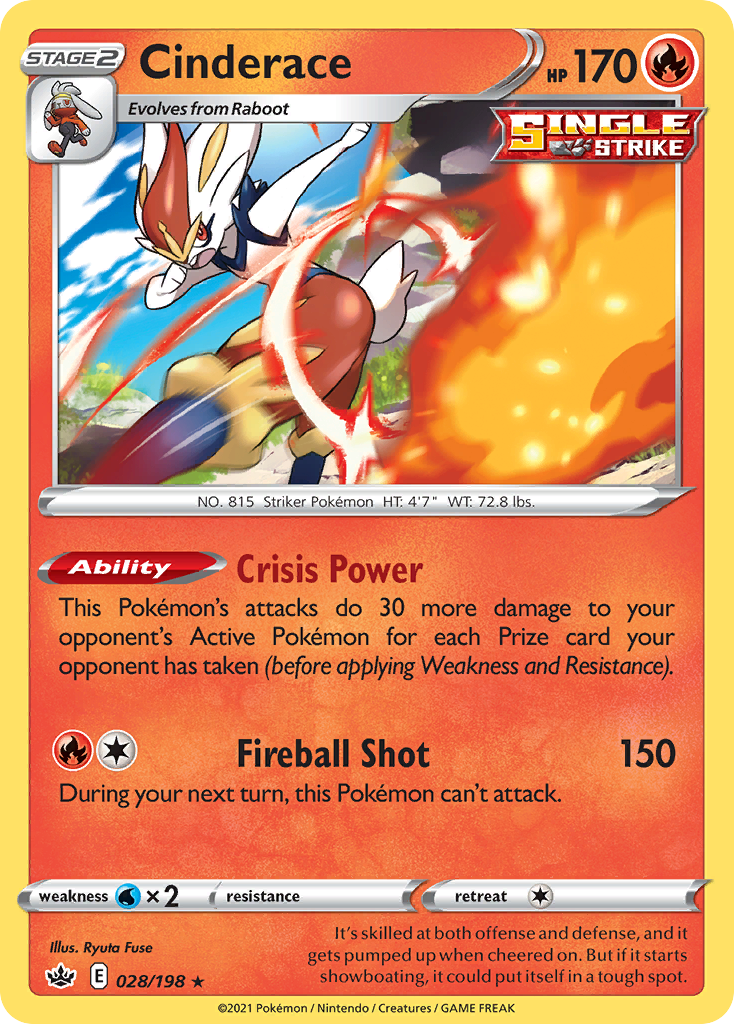 STAGE 2 Cinderace HP 170
Evolves from Raboot
SINGLE
STRIKE
NO. 815 Striker Pokémon HT: 4'7" WT: 72.8 lbs.
Ability Crisis Power
This Pokémon's attacks do 30 more damage to your
opponent's Active Pokémon for each Prize card your
opponent has taken (before applying Weakness and Resistance).
Fireball Shot 150
During your next turn, this Pokémon can't attack.
weakness ×2 resistance retreat
Illus. Ryuta Fuse
It's skilled at both offense and defense, and it
gets pumped up when cheered on. But if it starts
showboating, it could put itself in a tough spot.
E 028/198 ★
©2021 Pokémon / Nintendo / Creatures / GAME FREAK